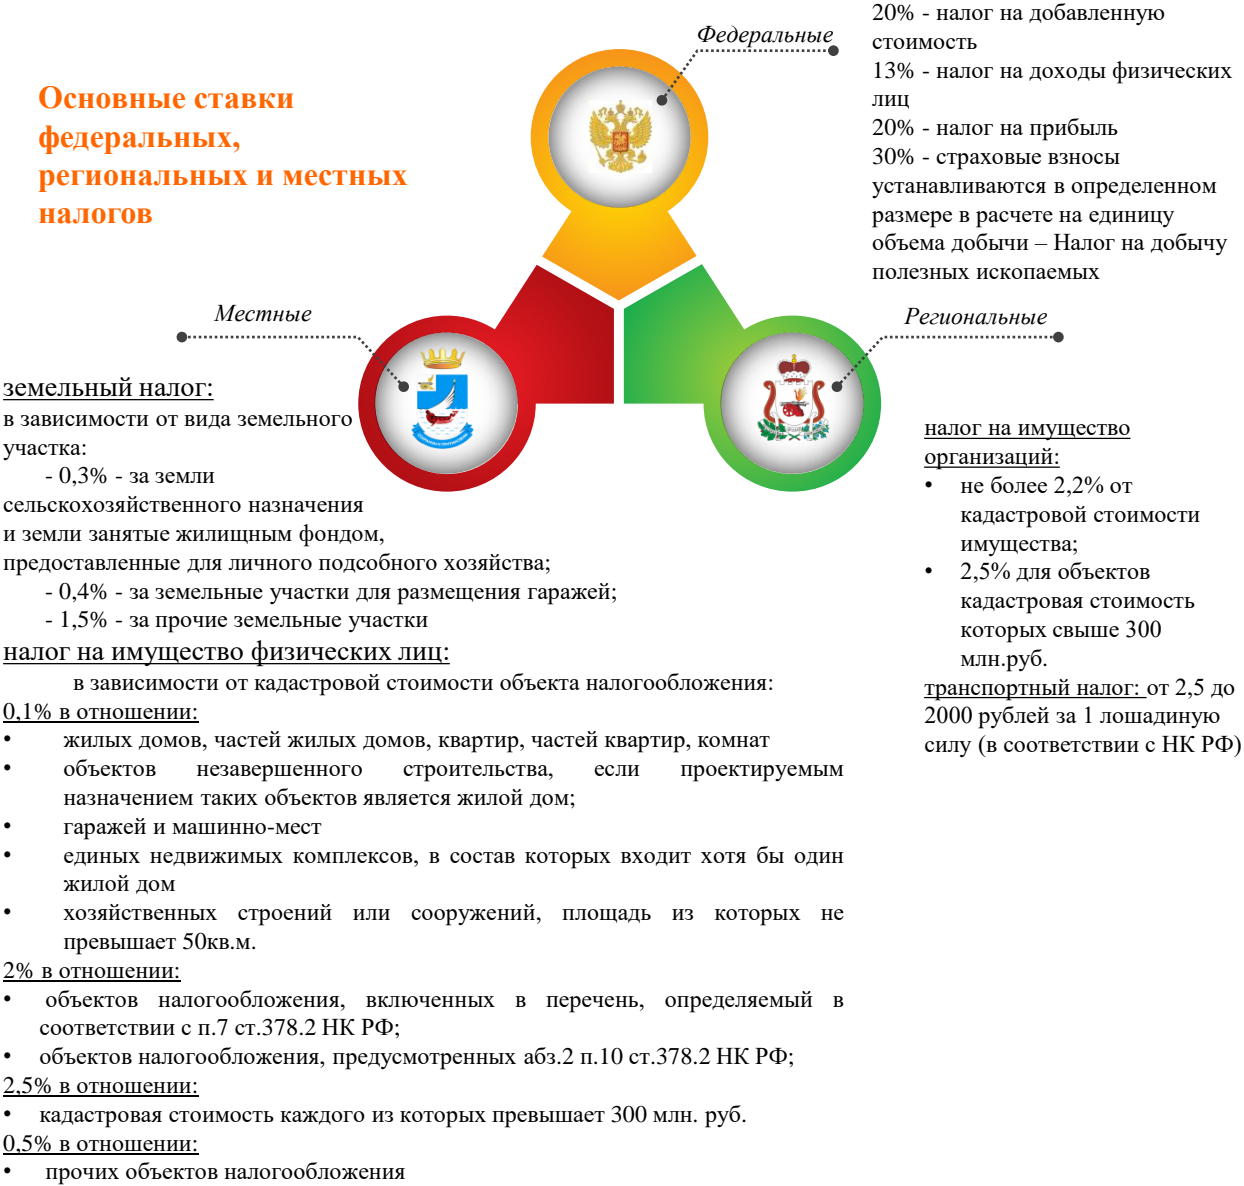 Основные ставки
федеральных,
региональных и местных
налогов
Федеральные
20% - налог на добавленную
стоимость
13% - налог на доходы физических
лиц
20% - налог на прибыль
30% - страховые взносы
устанавливаются в определенном
размере в расчете на единицу
объема добычи – Налог на добычу
полезных ископаемых
Местные
земельный налог:
в зависимости от вида земельного
участка:
- 0,3% - за земли
сельскохозяйственного назначения
и земли занятые жилищным фондом,
предоставленные для личного подсобного хозяйства;
- 0,4% - за земельные участки для размещения гаражей;
- 1,5% - за прочие земельные участки
налог на имущество физических лиц:
в зависимости от кадастровой стоимости объекта налогообложения:
0,1% в отношении:
• жилых домов, частей жилых домов, квартир, частей квартир, комнат
• объектов незавершенного строительства, если проектируемым
назначением таких объектов является жилой дом;
• гаражей и машинно-мест
• единых недвижимых комплексов, в состав которых входит хотя бы один
жилой дом
• хозяйственных строений или сооружений, площадь из которых не
превышает 50кв.м.
2% в отношении:
• объектов налогообложения, включенных в перечень, определяемый в
соответствии с п.7 ст.378.2 НК РФ;
• объектов налогообложения, предусмотренных абз.2 п.10 ст.378.2 НК РФ;
2,5% в отношении:
• кадастровая стоимость каждого из которых превышает 300 млн. руб.
0,5% в отношении:
• прочих объектов налогообложения
Региональные
налог на имущество
организаций:
• не более 2,2% от
кадастровой стоимости
имущества;
• 2,5% для объектов
кадастровая стоимость
которых свыше 300
млн.руб.
транспортный налог: от 2,5 до
2000 рублей за 1 лошадиную
силу (в соответствии с НК РФ)